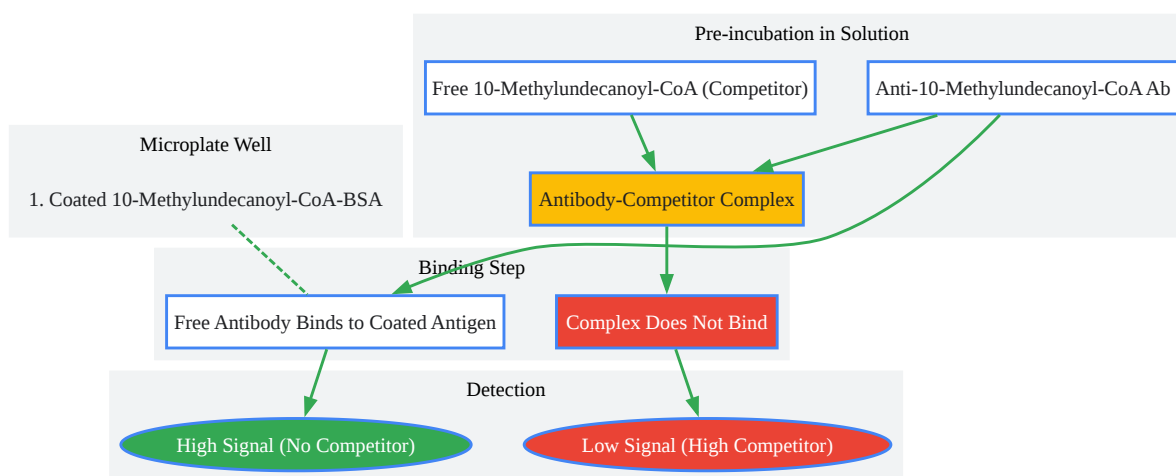 Pre-incubation in Solution
Free 10-Methylundecanoyl-CoA (Competitor)
Anti-10-Methylundecanoyl-CoA Ab
Microplate Well
1. Coated 10-Methylundecanoyl-CoA-BSA
Antibody-Competitor Complex
Binding Step
Free Antibody Binds to Coated Antigen
Complex Does Not Bind
Detection
High Signal (No Competitor)
Low Signal (High Competitor)